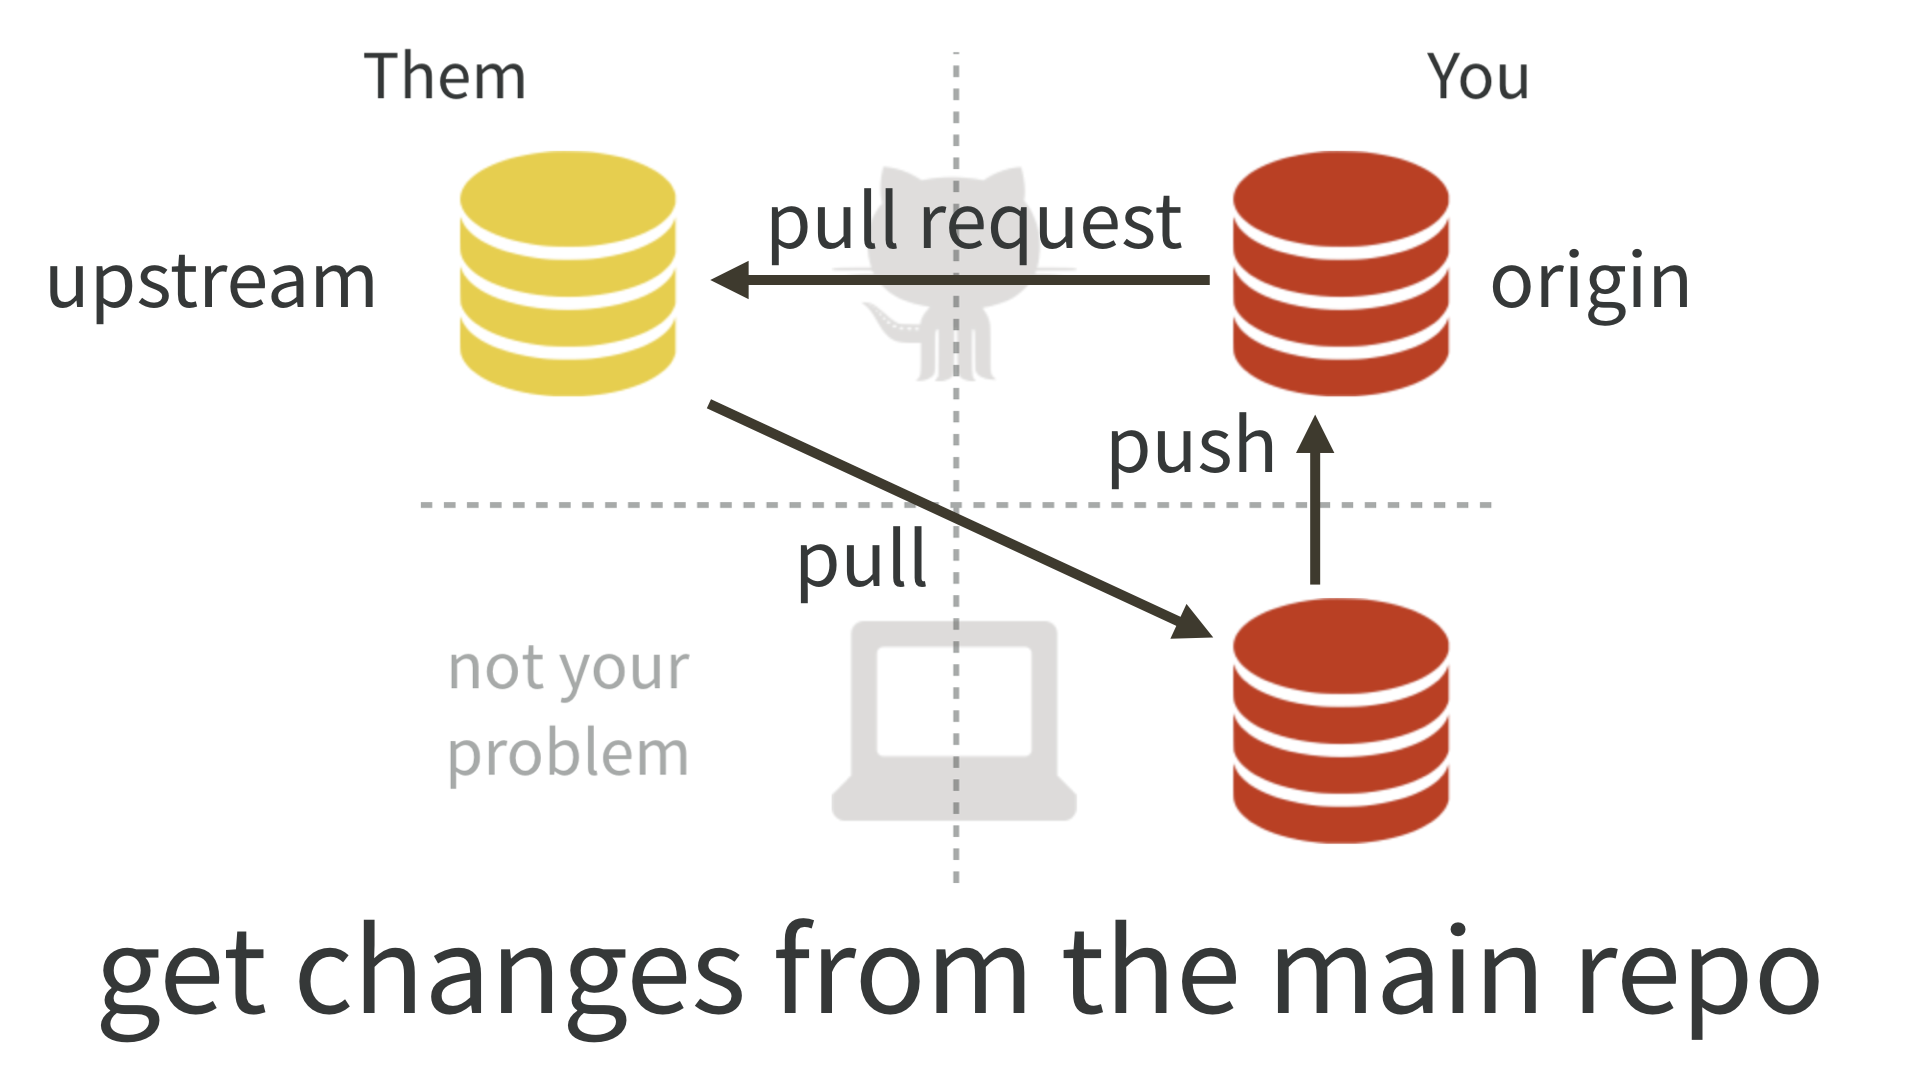 Them
You
pull request
upstream
origin
push
pull
not your
problem
get changes from the main repo